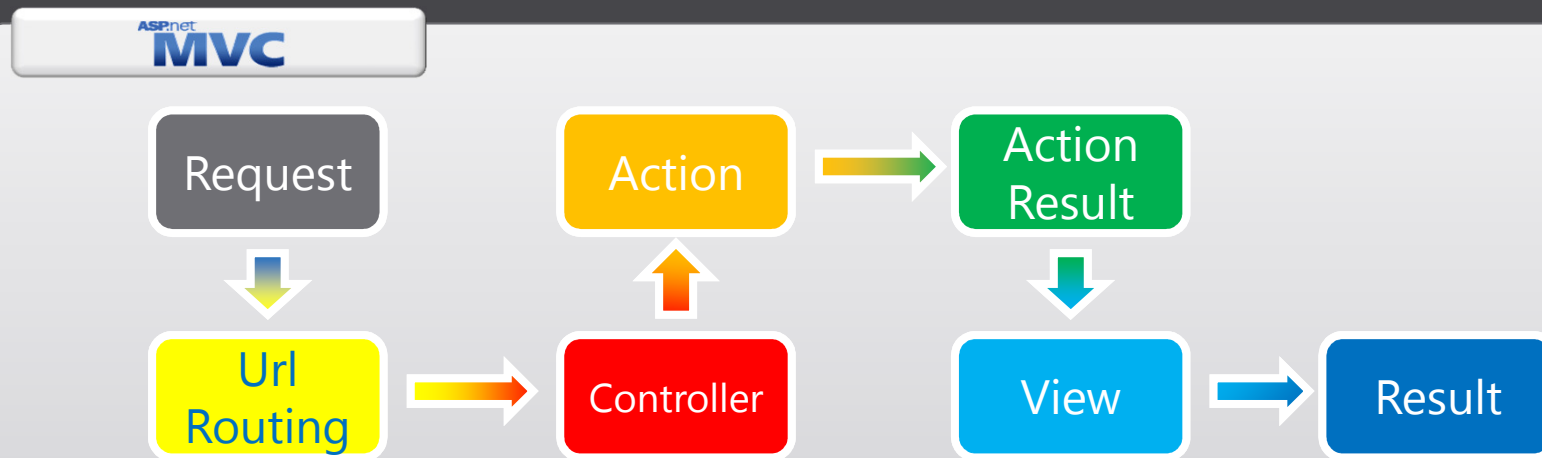 ASP.net
MVC
Request
Action
Action
Result
Url
Routing
Controller
View
Result